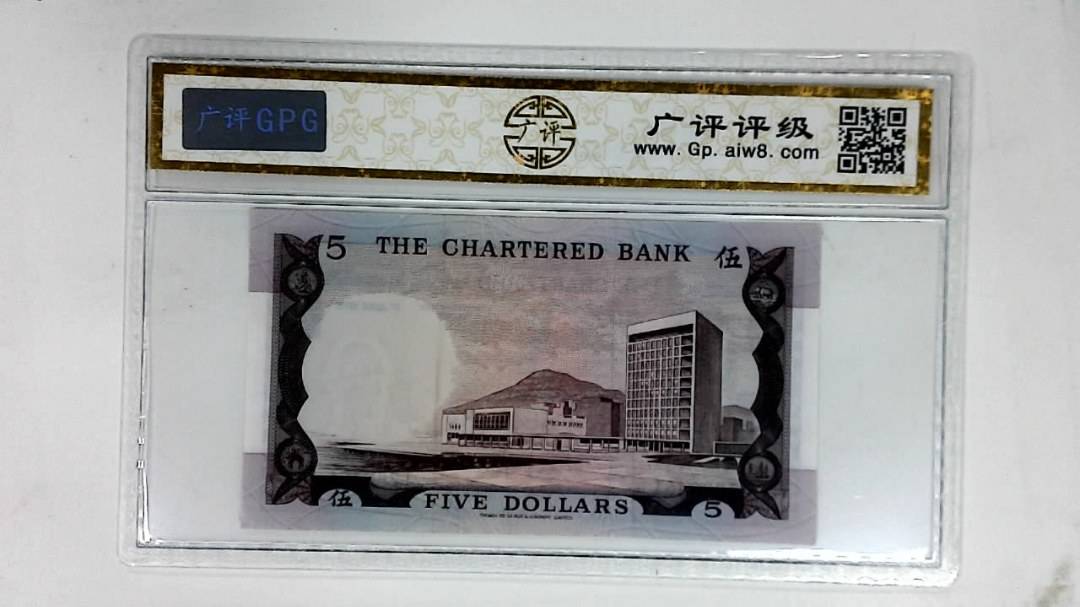 广评GPG
广评
广评评级
www. Gp. aiw8. com
5 THE CHARTERED BANK 伍
伍 FIVE DOLLARS 5